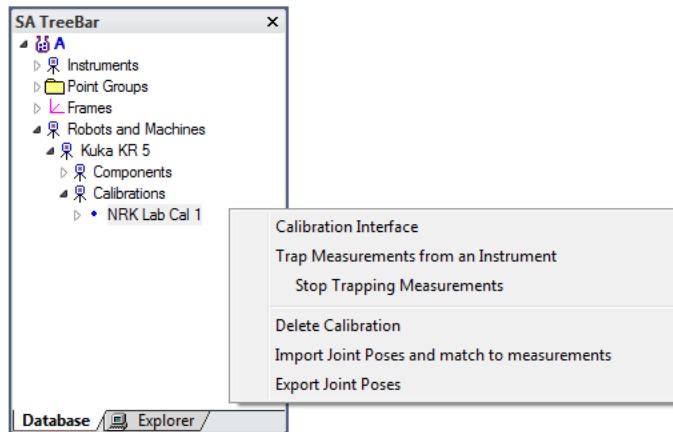 SA TreeBar
A
Instruments
Point Groups
Frames
Robots and Machines
Kuka KR 5
Components
Calibrations
NRK Lab Cal 1
Calibration Interface
Trap Measurements from an Instrument
Stop Trapping Measurements
Delete Calibration
Import Joint Poses and match to measurements
Export Joint Poses
Database Explorer